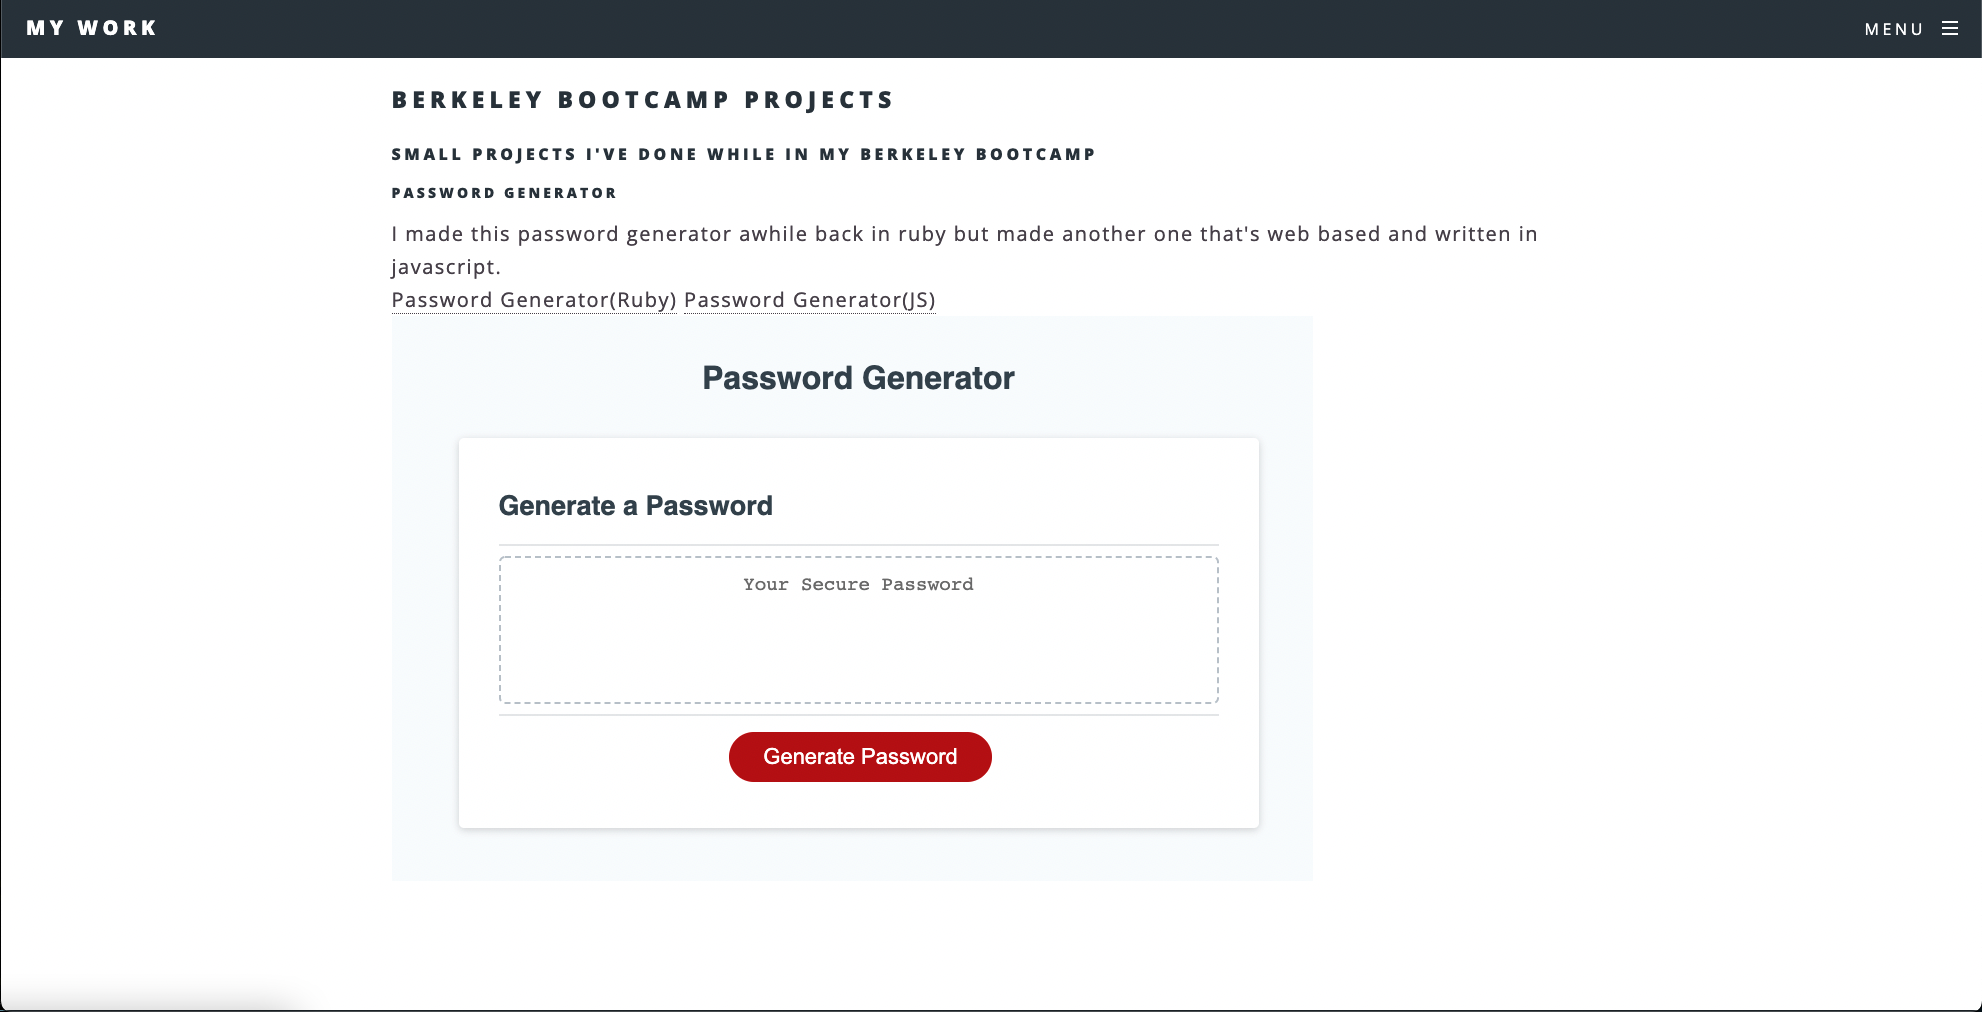 MY WORK
MENU
BERKELEY BOOTCAMP PROJECTS
SMALL PROJECTS I'VE DONE WHILE IN MY BERKELEY BOOTCAMP
PASSWORD GENERATOR
I made this password generator awhile back in ruby but made another one that's web based and written in
javascript.
Password Generator(Ruby) Password Generator(JS)
Password Generator
Generate a Password
Your Secure Password
Generate Password